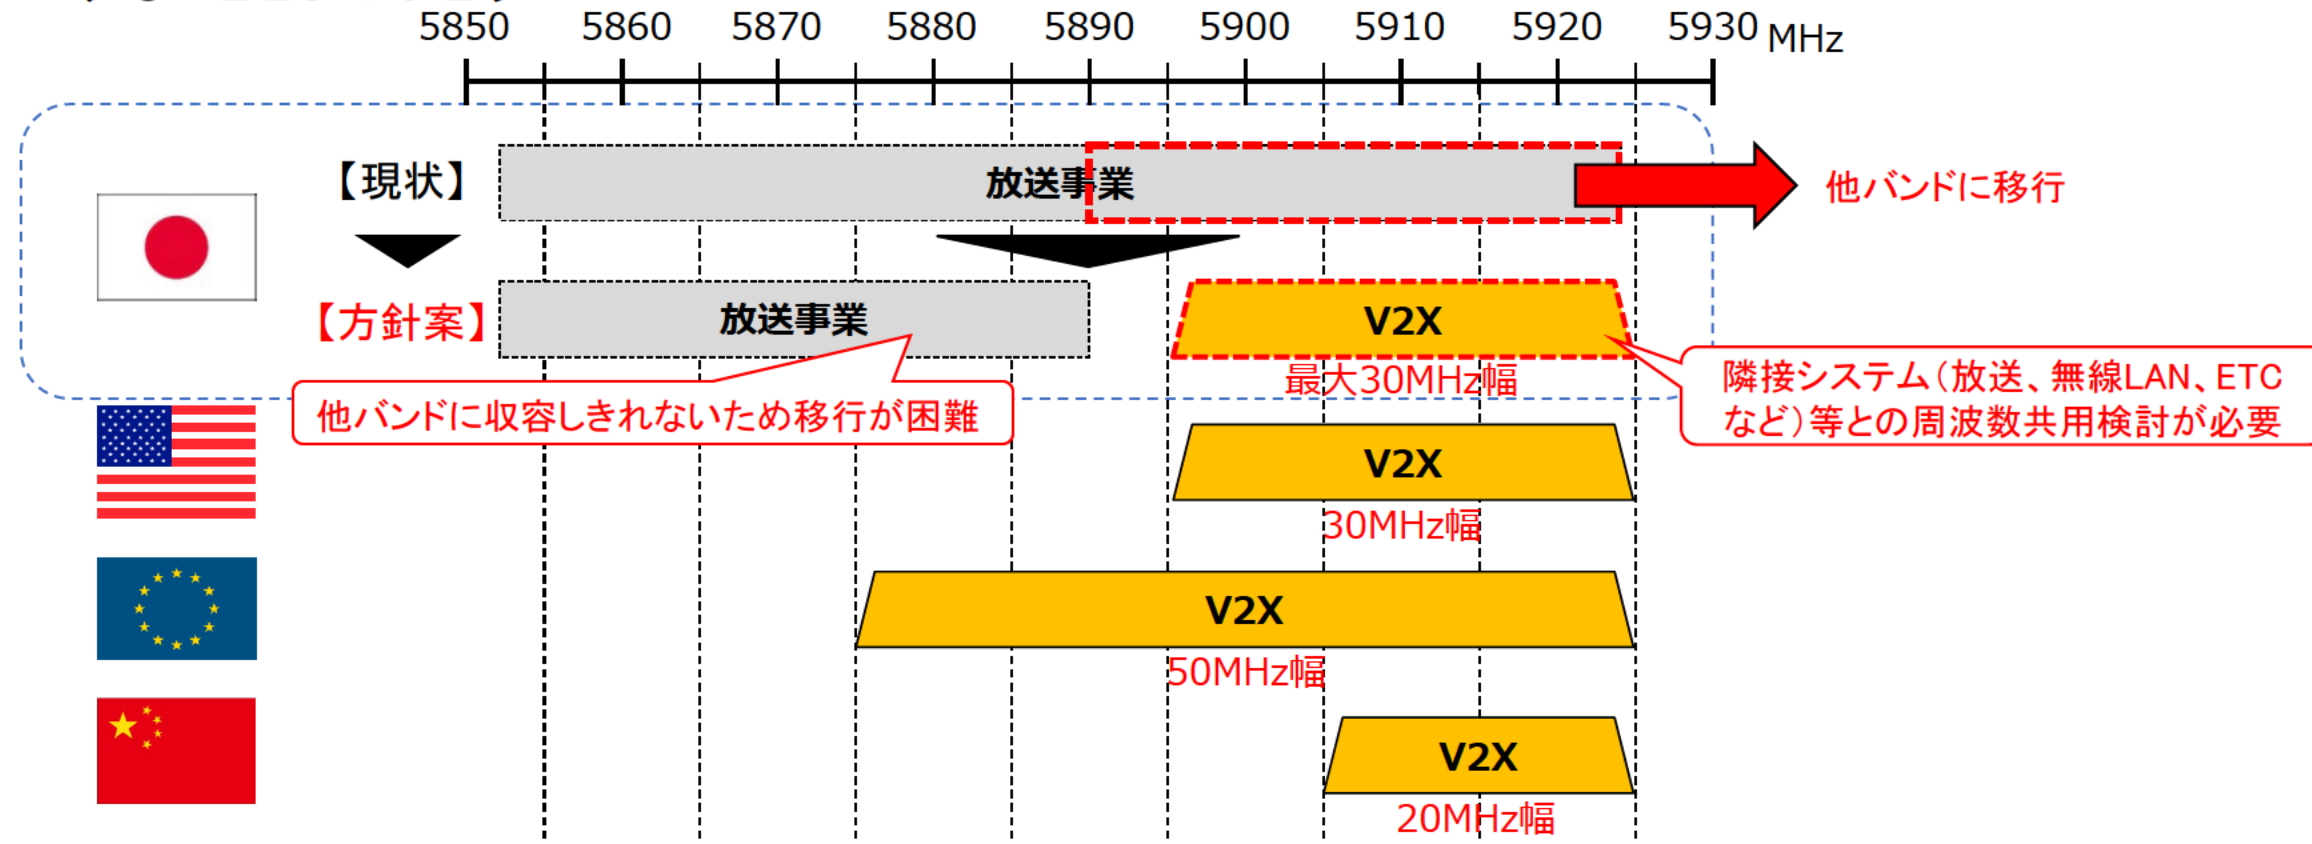 5850 5860 5870 5880 5890 5900 5910 5920 5930 MHz
【現状】 放送事業 他バンドに移行
【方針案】 放送事業 V2X
最大30MHz幅
他バンドに収容しきれないため移行が困難
隣接システム（放送、無線LAN、ETC
など）等との周波数共用検討が必要
V2X
30MHz幅
V2X
50MHz幅
V2X
20MHz幅